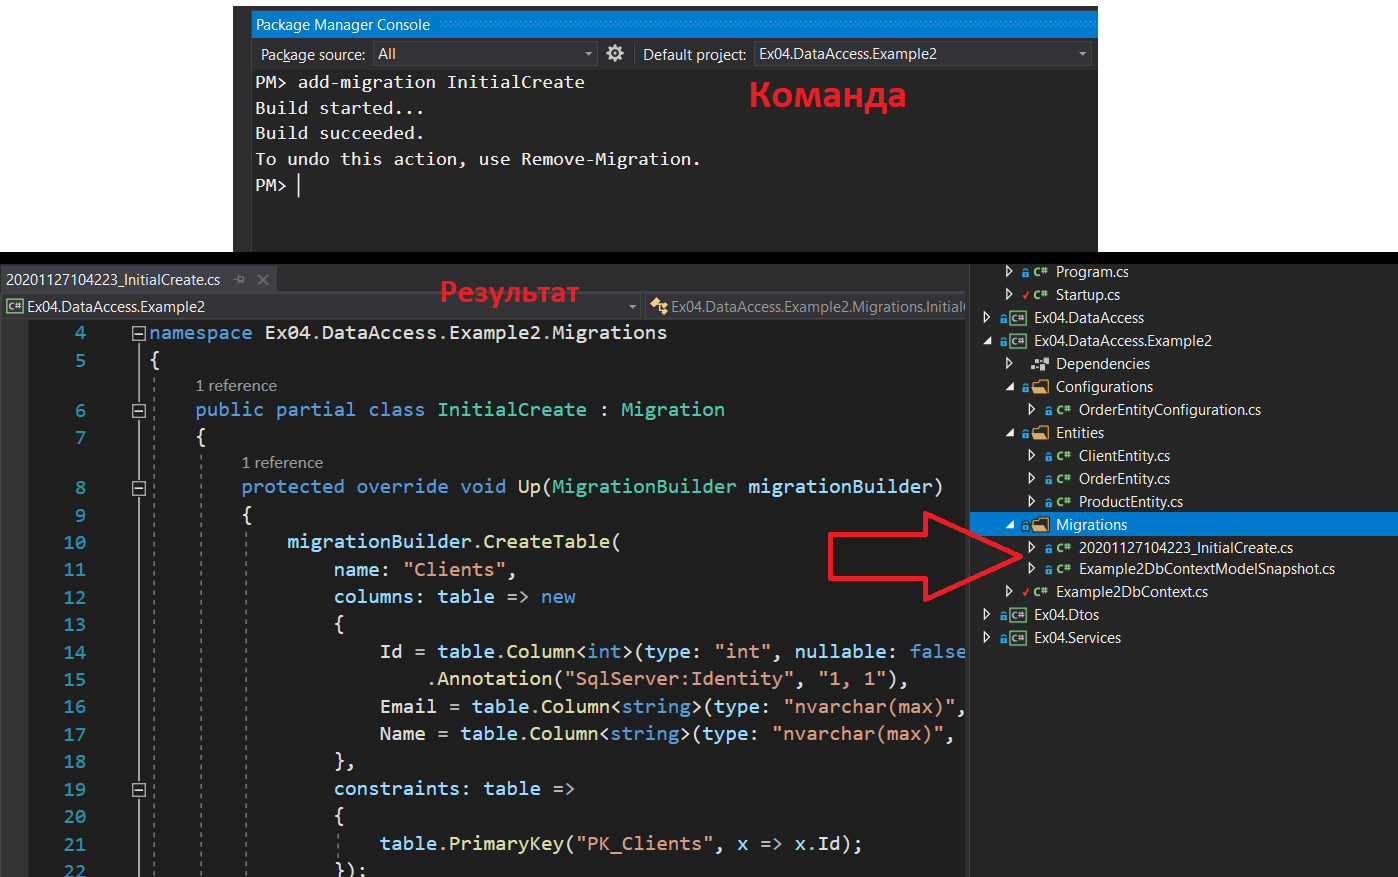 Package Manager Console
Package source: All Default project: Ex04.DataAccess.Example2
PM> add-migration InitialCreate
Команда
Build started...
Build succeeded.
To undo this action, use Remove-Migration.
PM>
20201127104223_InitialCreate.cs
Результат
C# Ex04.DataAccess.Example2
Ex04.DataAccess.Example2.Migrations.Initial
4 namespace Ex04.DataAccess.Example2.Migrations
5 {
1 reference
6 public partial class InitialCreate : Migration
7 {
1 reference
8 protected override void Up(MigrationBuilder migrationBuilder)
9 {
10 migrationBuilder.CreateTable(
11 name: "Clients",
12 columns: table => new
13 {
14 Id = table.Column<int>(type: "int", nullable: false
15 .Annotation("SqlServer:Identity", "1, 1"),
16 Email = table.Column<string>(type: "nvarchar(max)",
17 Name = table.Column<string>(type: "nvarchar(max)",
18 },
19 constraints: table =>
20 {
21 table.PrimaryKey("PK_Clients", x => x.Id);
22 });
C# Program.cs
C# Startup.cs
C# Ex04.DataAccess
C# Ex04.DataAccess.Example2
Dependencies
Configurations
C# OrderEntityConfiguration.cs
Entities
C# ClientEntity.cs
C# OrderEntity.cs
C# ProductEntity.cs
Migrations
C# 20201127104223_InitialCreate.cs
C# Example2DbContextModelSnapshot.cs
C# Example2DbContext.cs
C# Ex04.Dtos
C# Ex04.Services